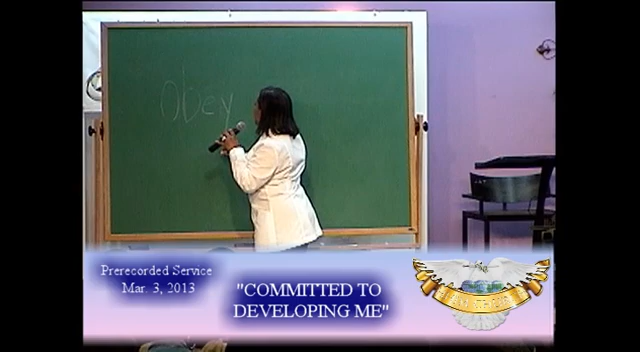 Obey
Prerecorded Service
Mar. 3, 2013
"COMMITTED TO
DEVELOPING ME"